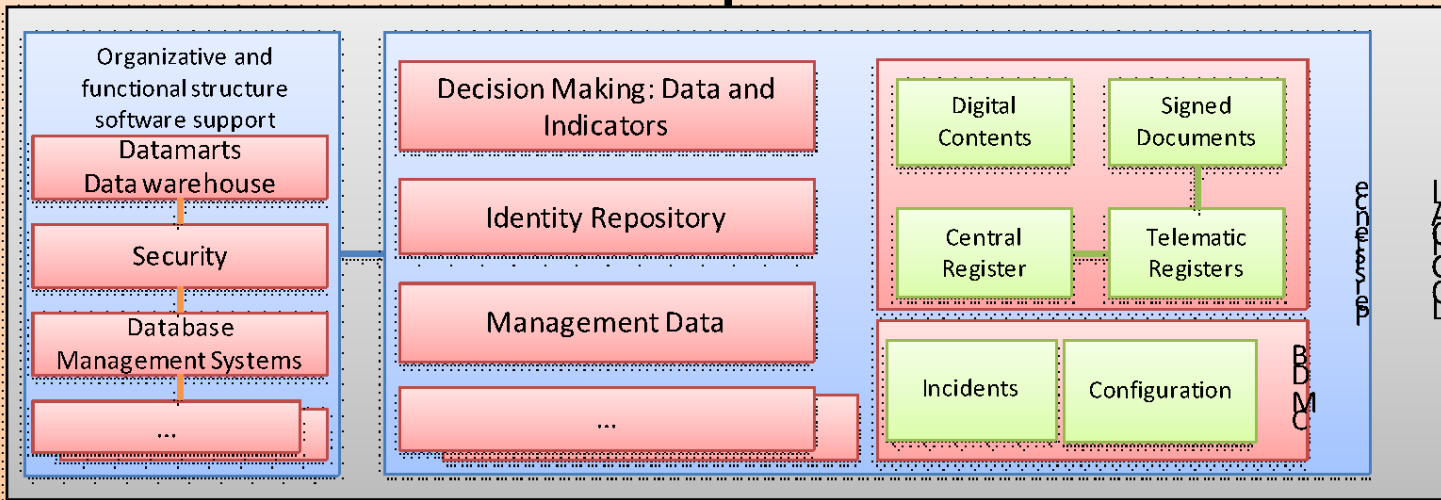 Organizative and
functional structure
software support
Datamarts
Data warehouse
Security
Database
Management Systems
...
Decision Making: Data and
Indicators
Identity Repository
Management Data
...
Digital
Contents
Signed
Documents
Central
Register
Telematic
Registers
Incidents
Configuration
CMDB